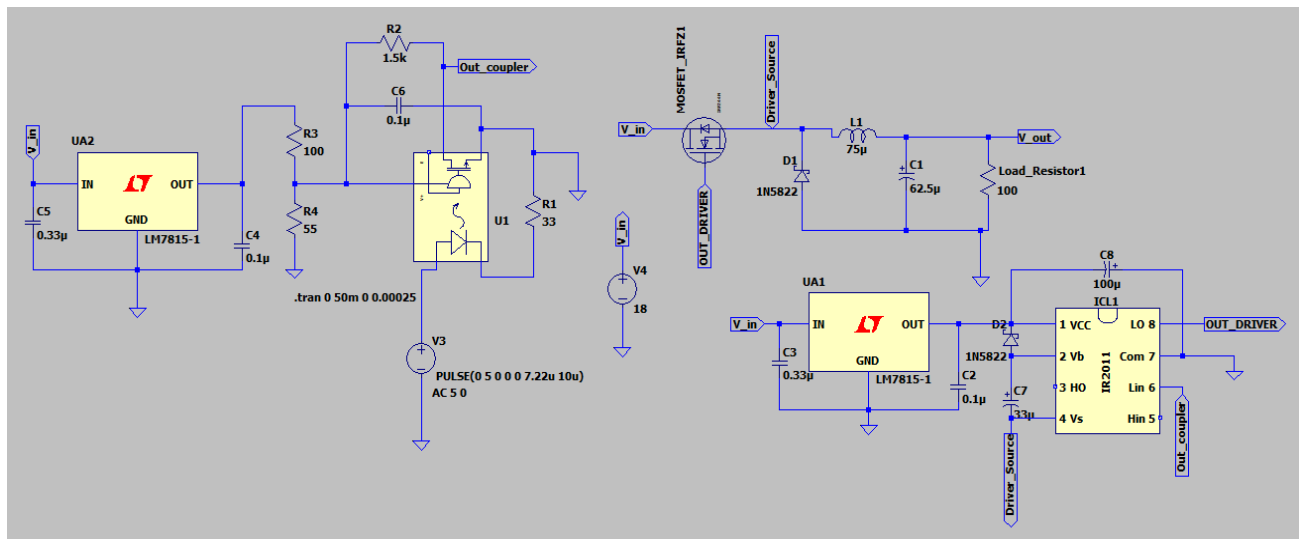 R2
1.5k
Out_coupler
C6
0.1µ
V_in
UA2
IN
OUT
GND
LM7815-1
C5
0.33µ
C4
0.1µ
R3
100
R4
55
U1
R1
33
.tran 0 50m 0 0.00025
V3
PULSE(0 5 0 0 0 7.22u 10u)
AC 5 0
V_in
V4
18
MOSFET_IRFZ1
Driver_Source
V_in
OUT_DRIVER
L1
75µ
V_out
D1
1N5822
C1
62.5µ
Load_Resistor1
100
V_in
UA1
IN
OUT
GND
LM7815-1
C3
0.33µ
C2
0.1µ
C8
100µ
D2
1N5822
C7
33µ
Driver_Source
ICL1
IR2011
1 VCC
2 Vb
3 HO
4 Vs
LO 8
Com 7
Lin 6
Hin 5
OUT_DRIVER
Out_coupler